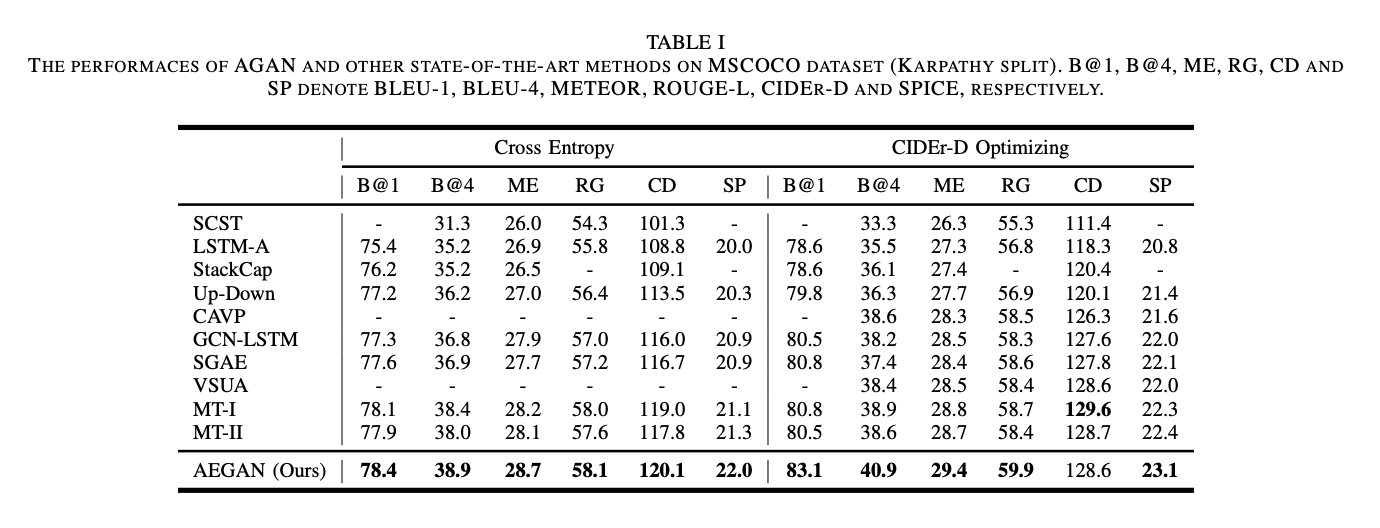 TABLE I
THE PERFORMACES OF AGAN AND OTHER STATE-OF-THE-ART METHODS ON MSCOCO DATASET (KARPATHY SPLIT). B@1, B@4, ME, RG, CD AND
SP DENOTE BLEU-1, BLEU-4, METEOR, ROUGE-L, CIDER-D AND SPICE, RESPECTIVELY.
Cross Entropy CIDEr-D Optimizing
B@1 B@4 ME RG CD SP B@1 B@4 ME RG CD SP
SCST - 31.3 26.0 54.3 101.3 - - 33.3 26.3 55.3 111.4 -
LSTM-A 75.4 35.2 26.9 55.8 108.8 20.0 78.6 35.5 27.3 56.8 118.3 20.8
StackCap 76.2 35.2 26.5 - 109.1 - 78.6 36.1 27.4 - 120.4 -
Up-Down 77.2 36.2 27.0 56.4 113.5 20.3 79.8 36.3 27.7 56.9 120.1 21.4
CAVP - - - - - - - 38.6 28.3 58.5 126.3 21.6
GCN-LSTM 77.3 36.8 27.9 57.0 116.0 20.9 80.5 38.2 28.5 58.3 127.6 22.0
SGAE 77.6 36.9 27.7 57.2 116.7 20.9 80.8 37.4 28.4 58.6 127.8 22.1
VSUA - - - - - - - 38.4 28.5 58.4 128.6 22.0
MT-I 78.1 38.4 28.2 58.0 119.0 21.1 80.8 38.9 28.8 58.7 129.6 22.3
MT-II 77.9 38.0 28.1 57.6 117.8 21.3 80.5 38.6 28.7 58.4 128.7 22.4
AEGAN (Ours) 78.4 38.9 28.7 58.1 120.1 22.0 83.1 40.9 29.4 59.9 128.6 23.1